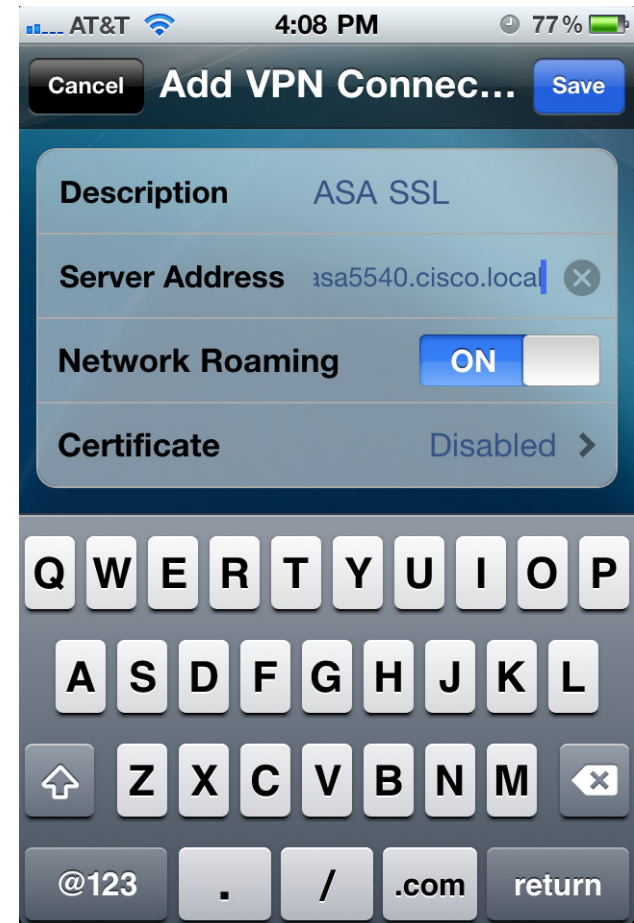 AT&T 4:08 PM 77%
Cancel Add VPN Connec... Save
Description ASA SSL
Server Address asa5540.cisco.local
Network Roaming ON
Certificate Disabled
Q W E R T Y U I O P
A S D F G H J K L
Z X C V B N M
@123 . / .com return